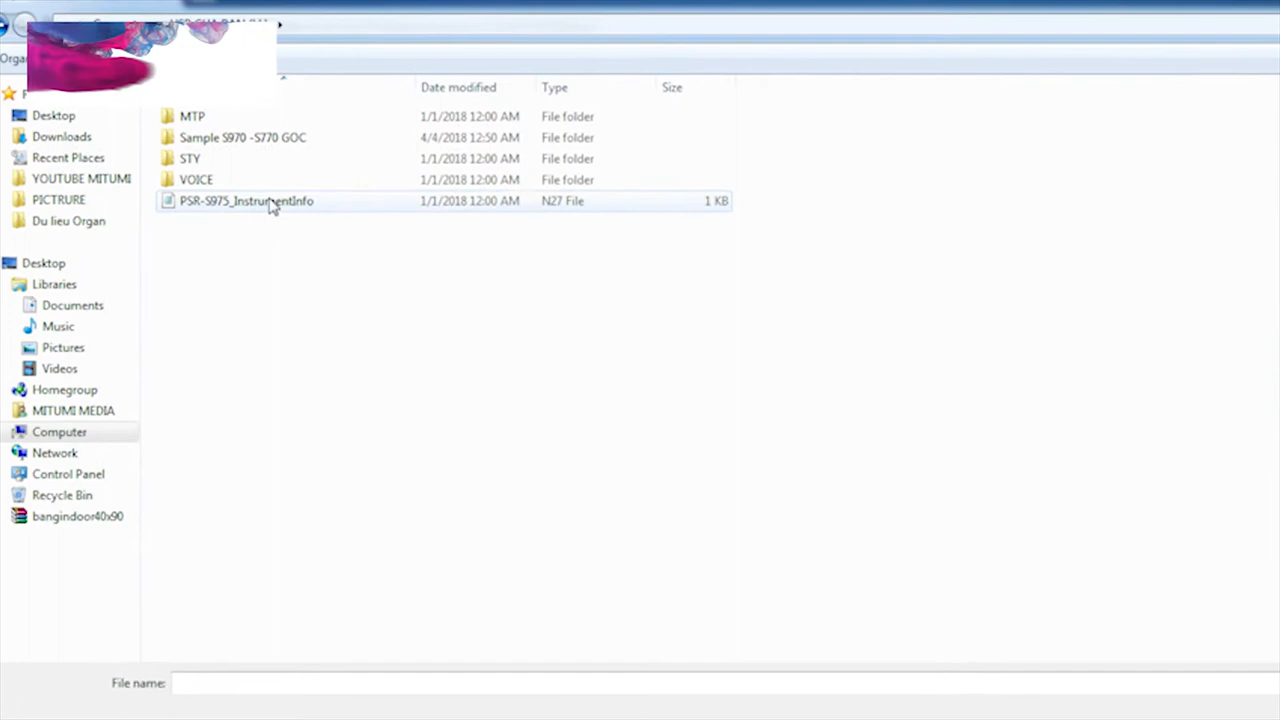 Date modified Type Size
MTP 1/1/2018 12:00 AM File folder
Sample S970 -S770 GOC 4/4/2018 12:50 AM File folder
STY 1/1/2018 12:00 AM File folder
VOICE 1/1/2018 12:00 AM File folder
PSR-S975_InstrumentInfo 1/1/2018 12:00 AM N27 File 1 KB
Desktop
Downloads
Recent Places
YOUTUBE MITUMI
PICTRURE
Du lieu Organ
Desktop
Libraries
Documents
Music
Pictures
Videos
Homegroup
MITUMI MEDIA
Computer
Network
Control Panel
Recycle Bin
bangindoor40x90
File name: